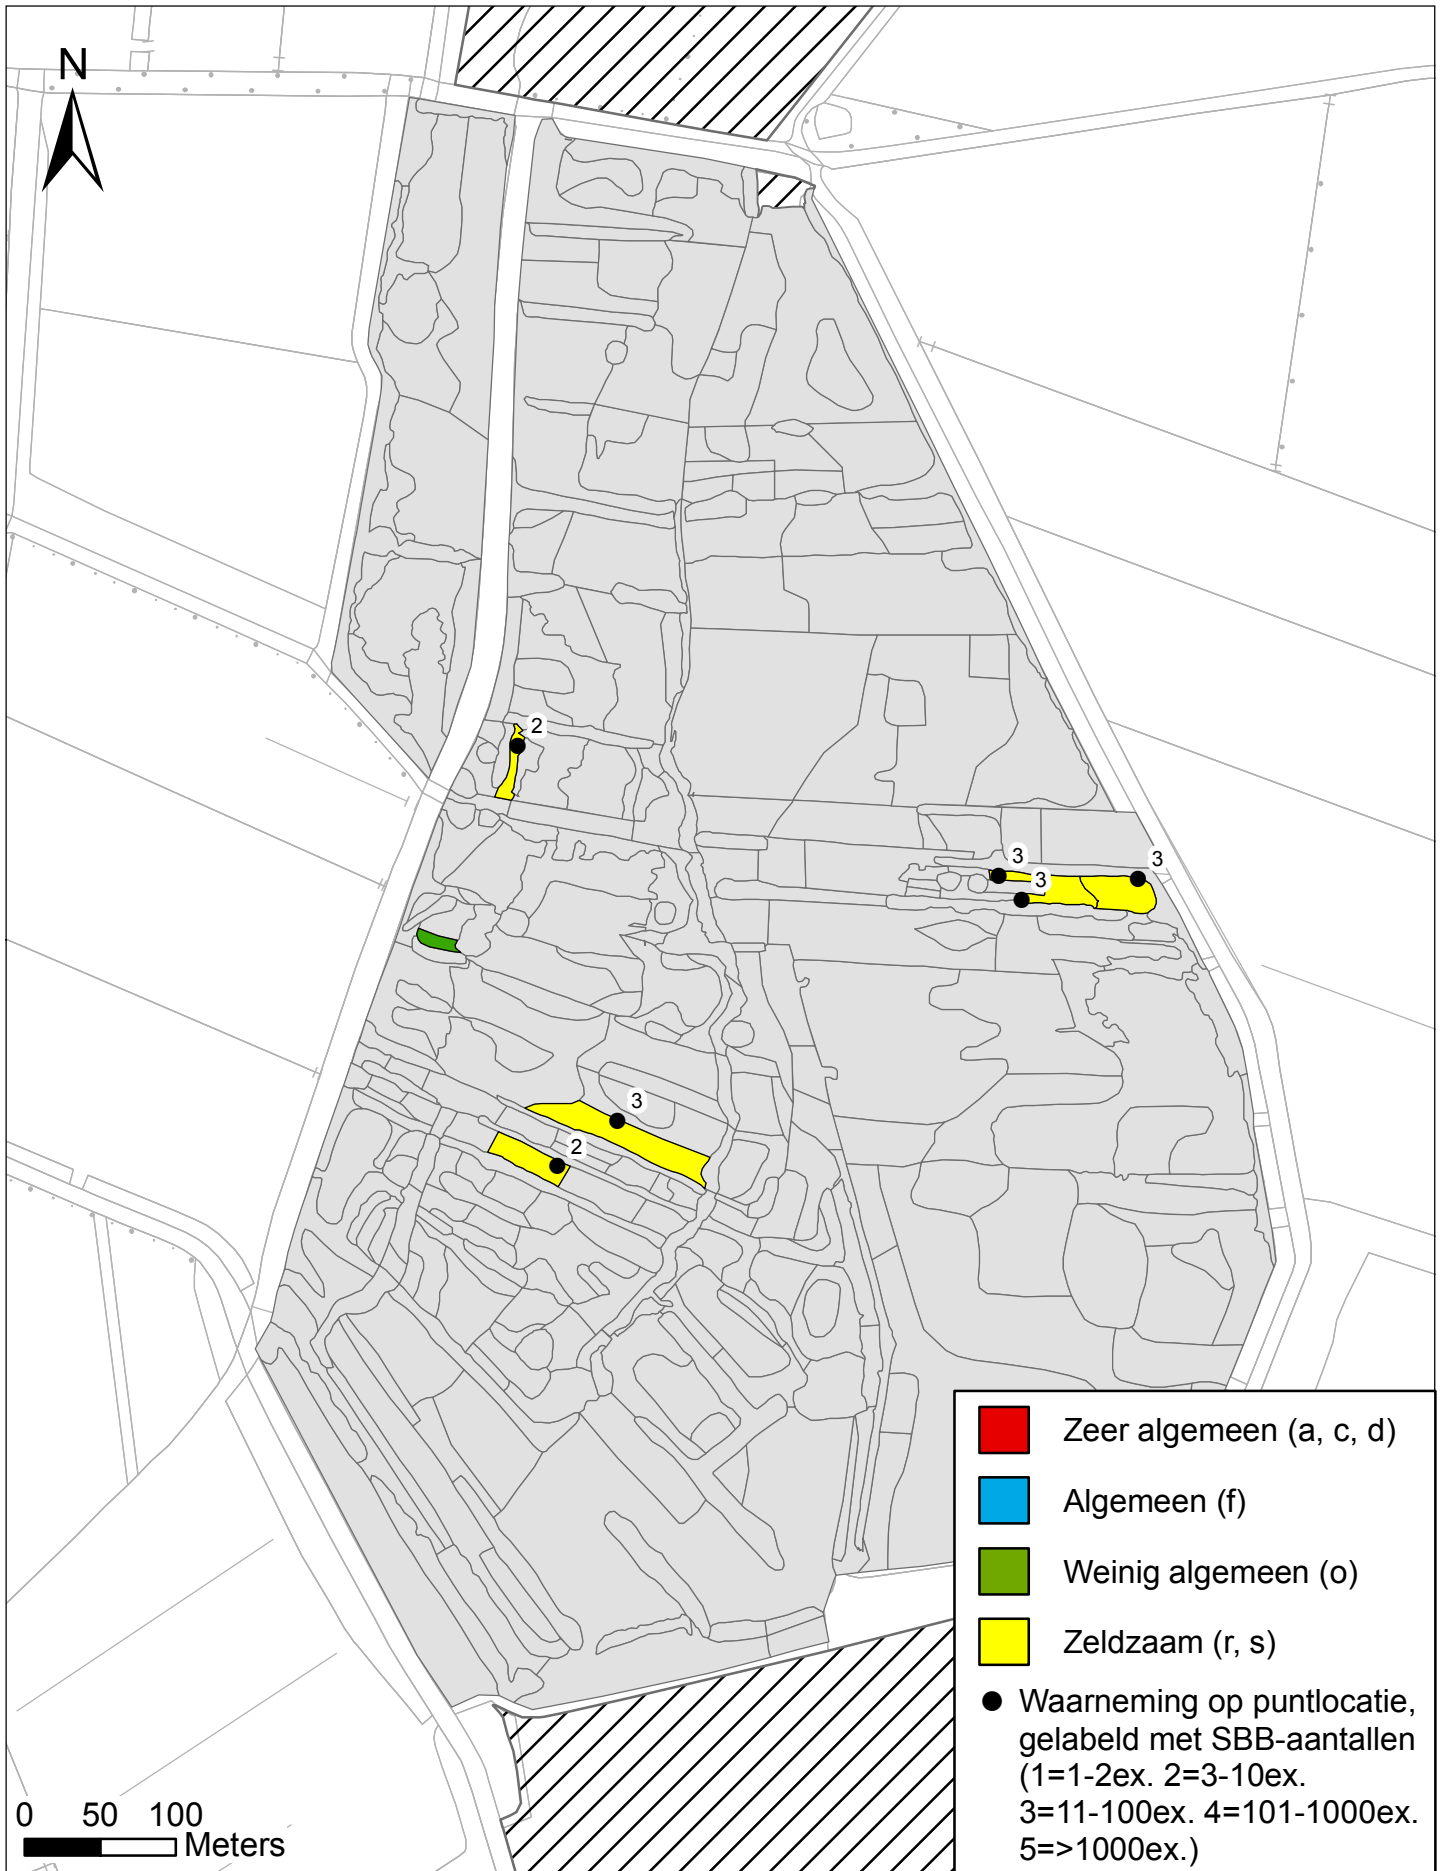 N
2
3
3
3
3
2
Zeer algemeen (a, c, d)
Algemeen (f)
Weinig algemeen (o)
Zeldzaam (r, s)
Waarneming op puntlocatie,
gelabeld met SBB-aantallen
(1=1-2ex. 2=3-10ex.
3=11-100ex. 4=101-1000ex.
5=>1000ex.)
0 50 100
Meters